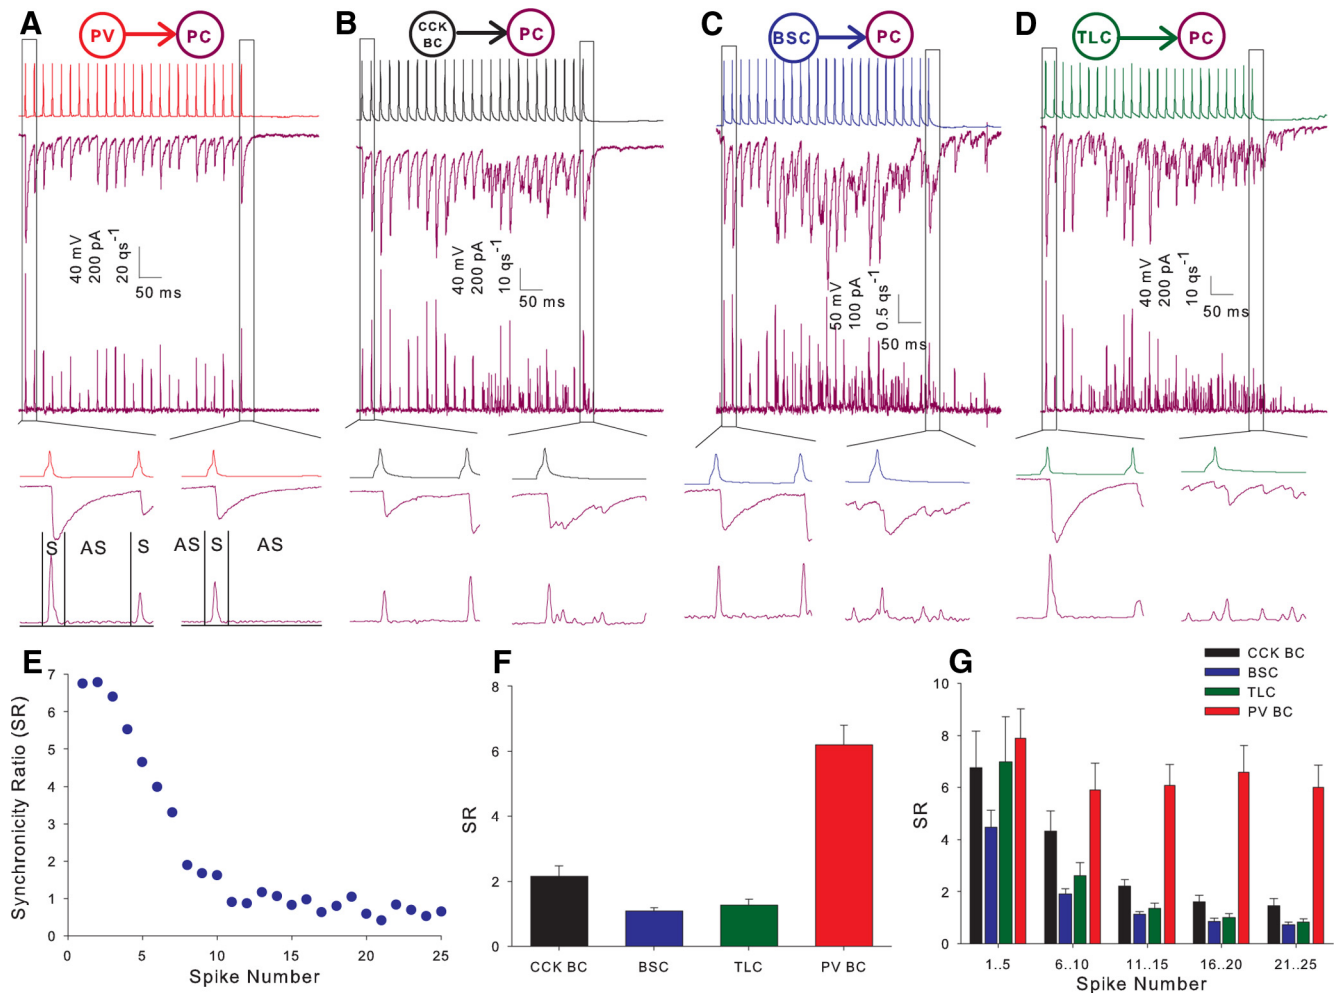 A
PV
PC
B
CCK
BC
PC
C
BSC
PC
D
TLC
PC
40 mV
200 pA
20 qs-1
50 ms
40 mV
200 pA
10 qs-1
50 ms
50 mV
100 pA
0.5 qs-1
50 ms
40 mV
200 pA
10 qs-1
50 ms
S
AS
S
AS
S
AS
E
Synchronicity Ratio (SR)
7
6
5
4
3
2
1
0
0
5
10
15
20
25
Spike Number
F
SR
8
6
4
2
0
CCK BC
BSC
TLC
PV BC
G
CCK BC
BSC
TLC
PV BC
SR
10
8
6
4
2
0
1..5
6..10
11..15
16..20
21..25
Spike Number